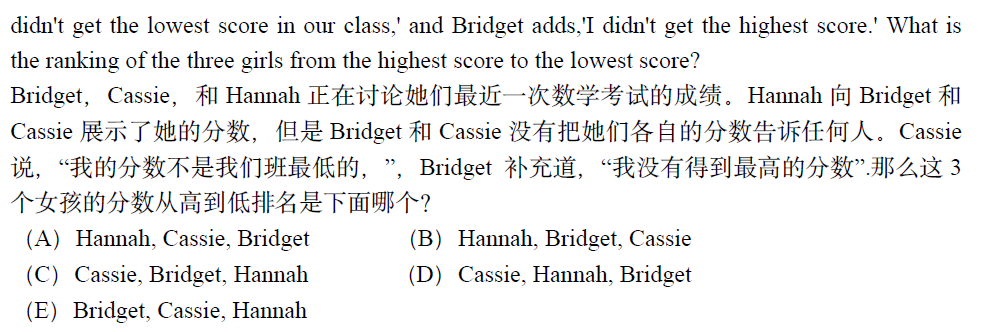 didn't get the lowest score in our class,' and Bridget adds,'I didn't get the highest score.' What is
the ranking of the three girls from the highest score to the lowest score?
Bridget，Cassie，和 Hannah 正在讨论她们最近一次数学考试的成绩。Hannah 向 Bridget 和
Cassie 展示了她的分数，但是 Bridget 和 Cassie 没有把她们各自的分数告诉任何人。Cassie
说，“我的分数不是我们班最低的，”，Bridget 补充道，“我没有得到最高的分数”.那么这 3
个女孩的分数从高到低排名是下面哪个？
（A）Hannah, Cassie, Bridget （B）Hannah, Bridget, Cassie
（C）Cassie, Bridget, Hannah （D）Cassie, Hannah, Bridget
（E）Bridget, Cassie, Hannah